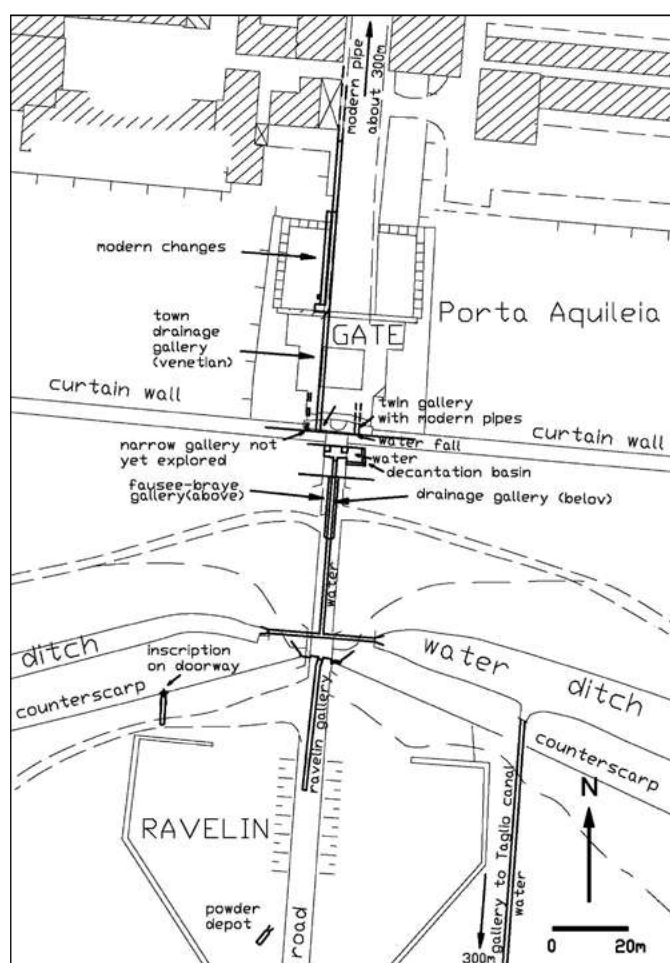 modern pipe
about 300m
modern changes
Porta Aquileia
town
drainage
gallery
(venetian)
GATE
curtain wall
twin gallery
with modern pipes
curtain wall
narrow gallery not
yet explored
water fall
water
decantation basin
fausee-braye
gallery(above)
drainage gallery (belov)
water
ditch
inscription
on doorway
water
ditch
counterscarp
counterscarp
ravelin gallery
RAVELIN
N
gallery to Taglio canal
water
powder
depot
road
300m
0
20m